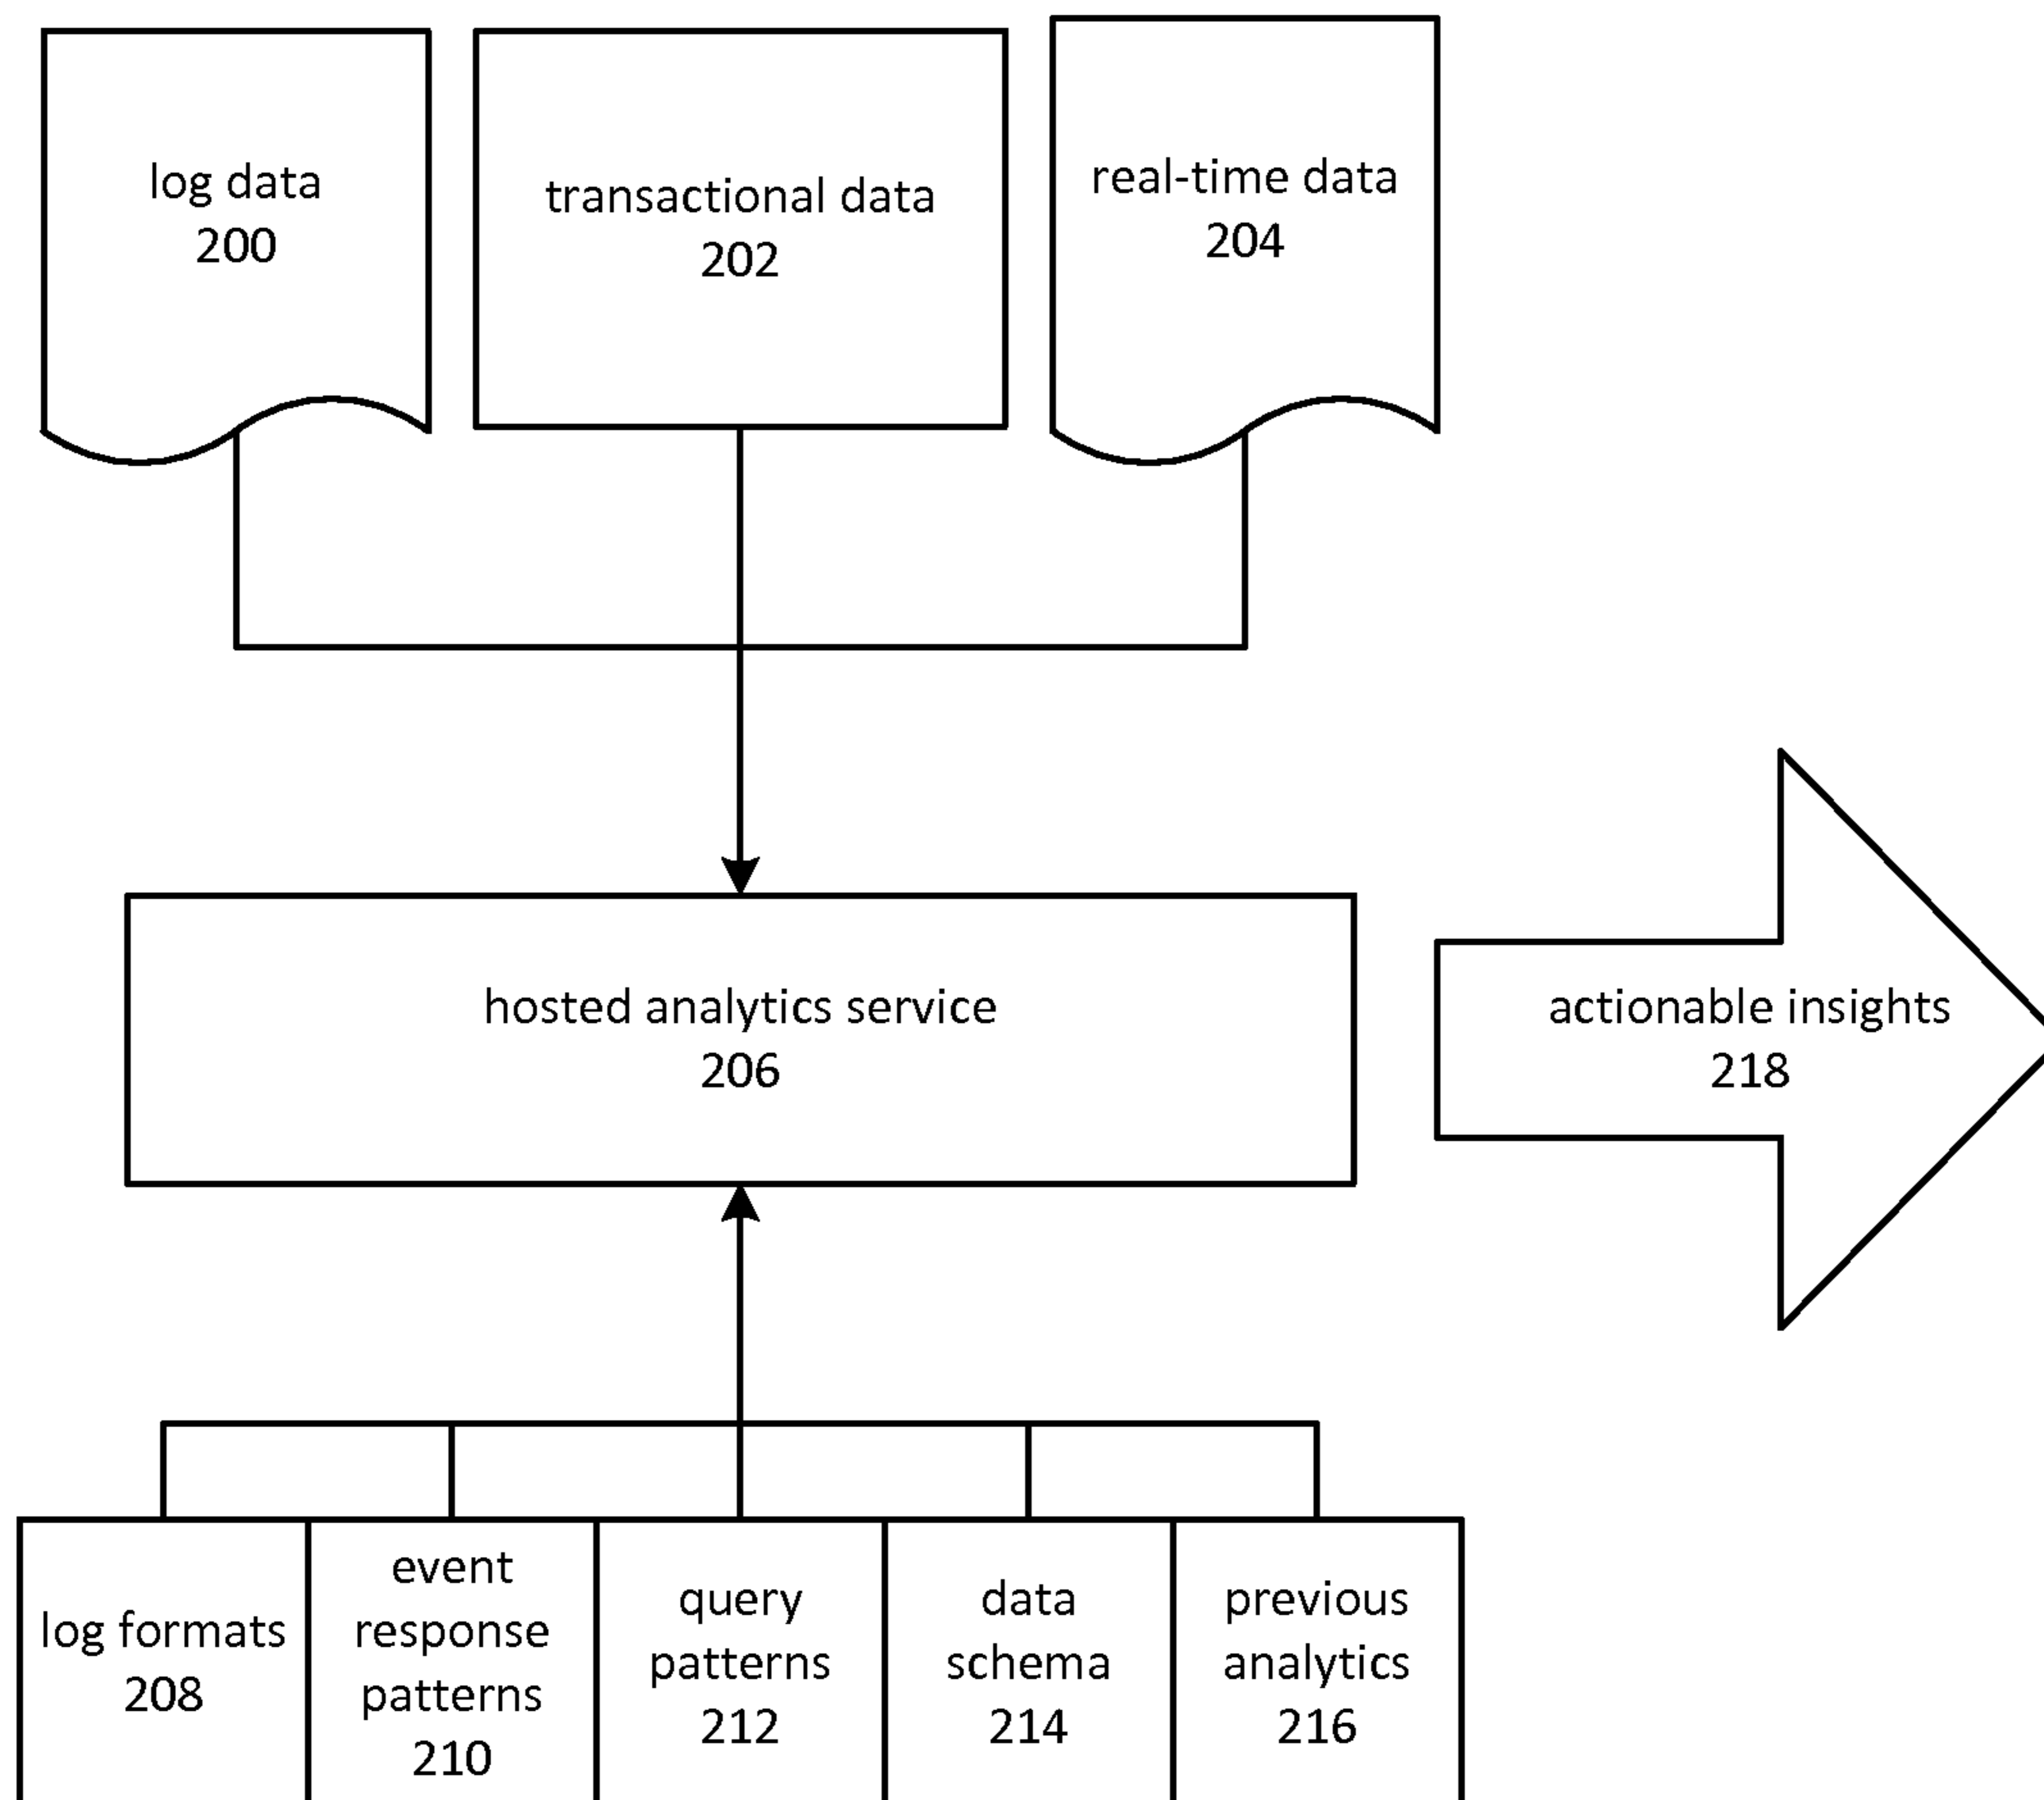 log data
200
transactional data
202
real-time data
204
hosted analytics service
206
actionable insights
218
log formats
208
event
response
patterns
210
query
patterns
212
data
schema
214
previous
analytics
216